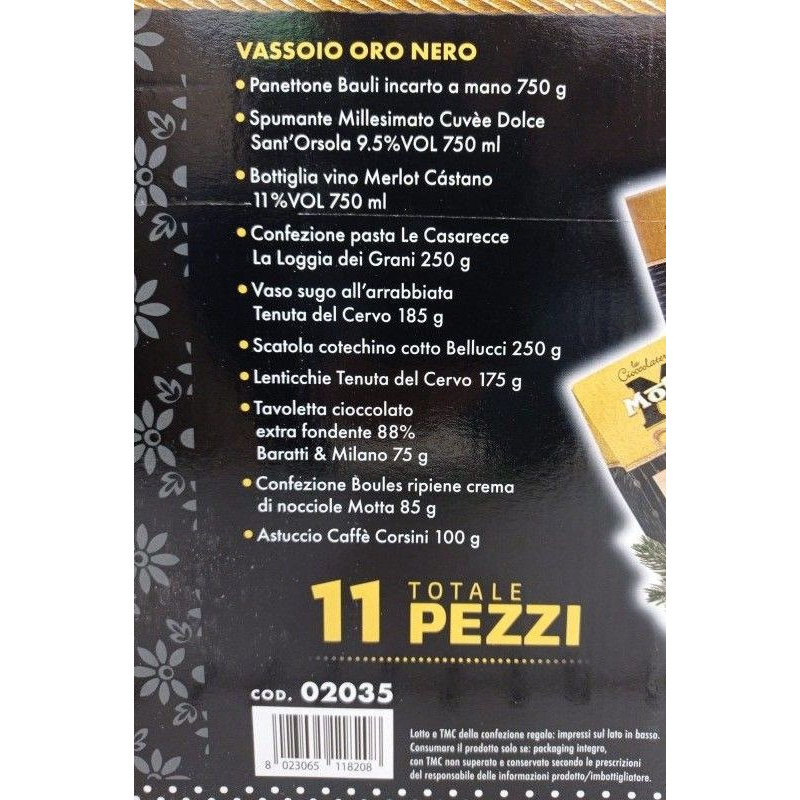 VASSOIO ORO NERO
• Panettone Bauli incarto a mano 750 g
• Spumante Millesimato Cuvèe Dolce
Sant'Orsola 9.5%VOL 750 ml
• Bottiglia vino Merlot Cástano
11%VOL 750 ml
• Confezione pasta Le Casarecce
La Loggia dei Grani 250 g
• Vaso sugo all'arrabbiata
Tenuta del Cervo 185 g
• Scatola cotechino cotto Bellucci 250 g
• Lenticchie Tenuta del Cervo 175 g
• Tavoletta cioccolato
extra fondente 88%
Baratti & Milano 75 g
• Confezione Boules ripiene crema
di nocciole Motta 85 g
• Astuccio Caffè Corsini 100 g
11 TOTALE
PEZZI
COD. 02035
8 023065 118208
Lotto e TMC della confezione regalo: impressi sul lato in basso.
Consumare il prodotto solo se: packaging integro,
con TMC non superato e conservato secondo le prescrizioni
del responsabile delle informazioni prodotto/imbottigliatore.